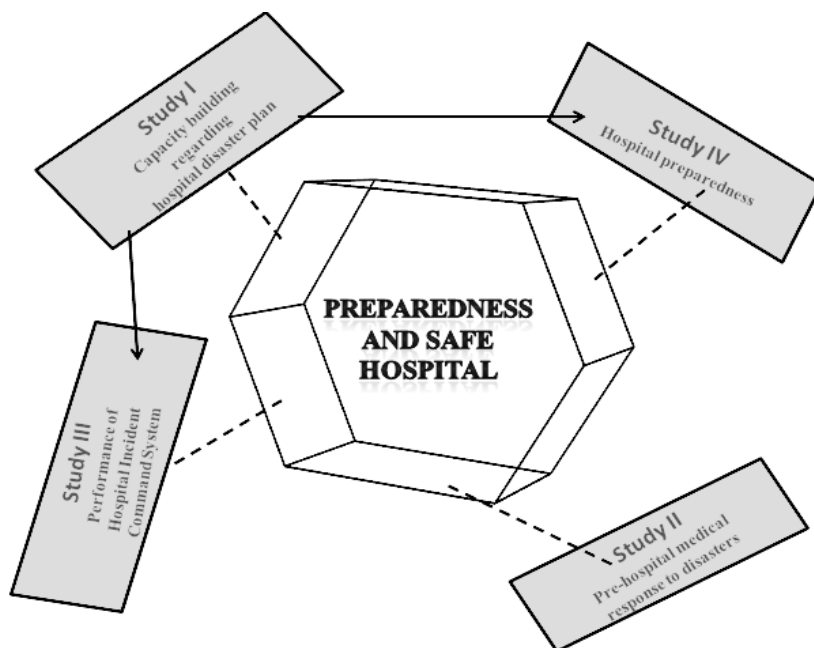 Study I
Capacity building
regarding
hospital disaster plan
Study IV
Hospital preparedness
PREPAREDNESS
AND SAFE
HOSPITAL
Study III
Performance of
Hospital Incident
Command System
Study II
Pre-hospital medical
response to disasters